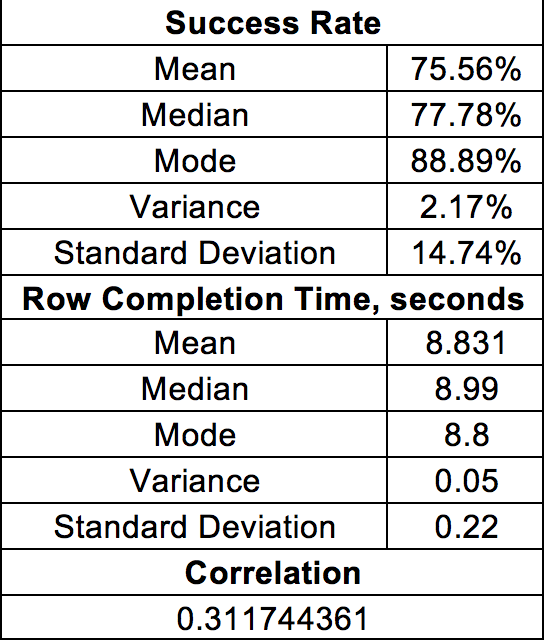 Success Rate
Mean 75.56%
Median 77.78%
Mode 88.89%
Variance 2.17%
Standard Deviation 14.74%
Row Completion Time, seconds
Mean 8.831
Median 8.99
Mode 8.8
Variance 0.05
Standard Deviation 0.22
Correlation
0.311744361